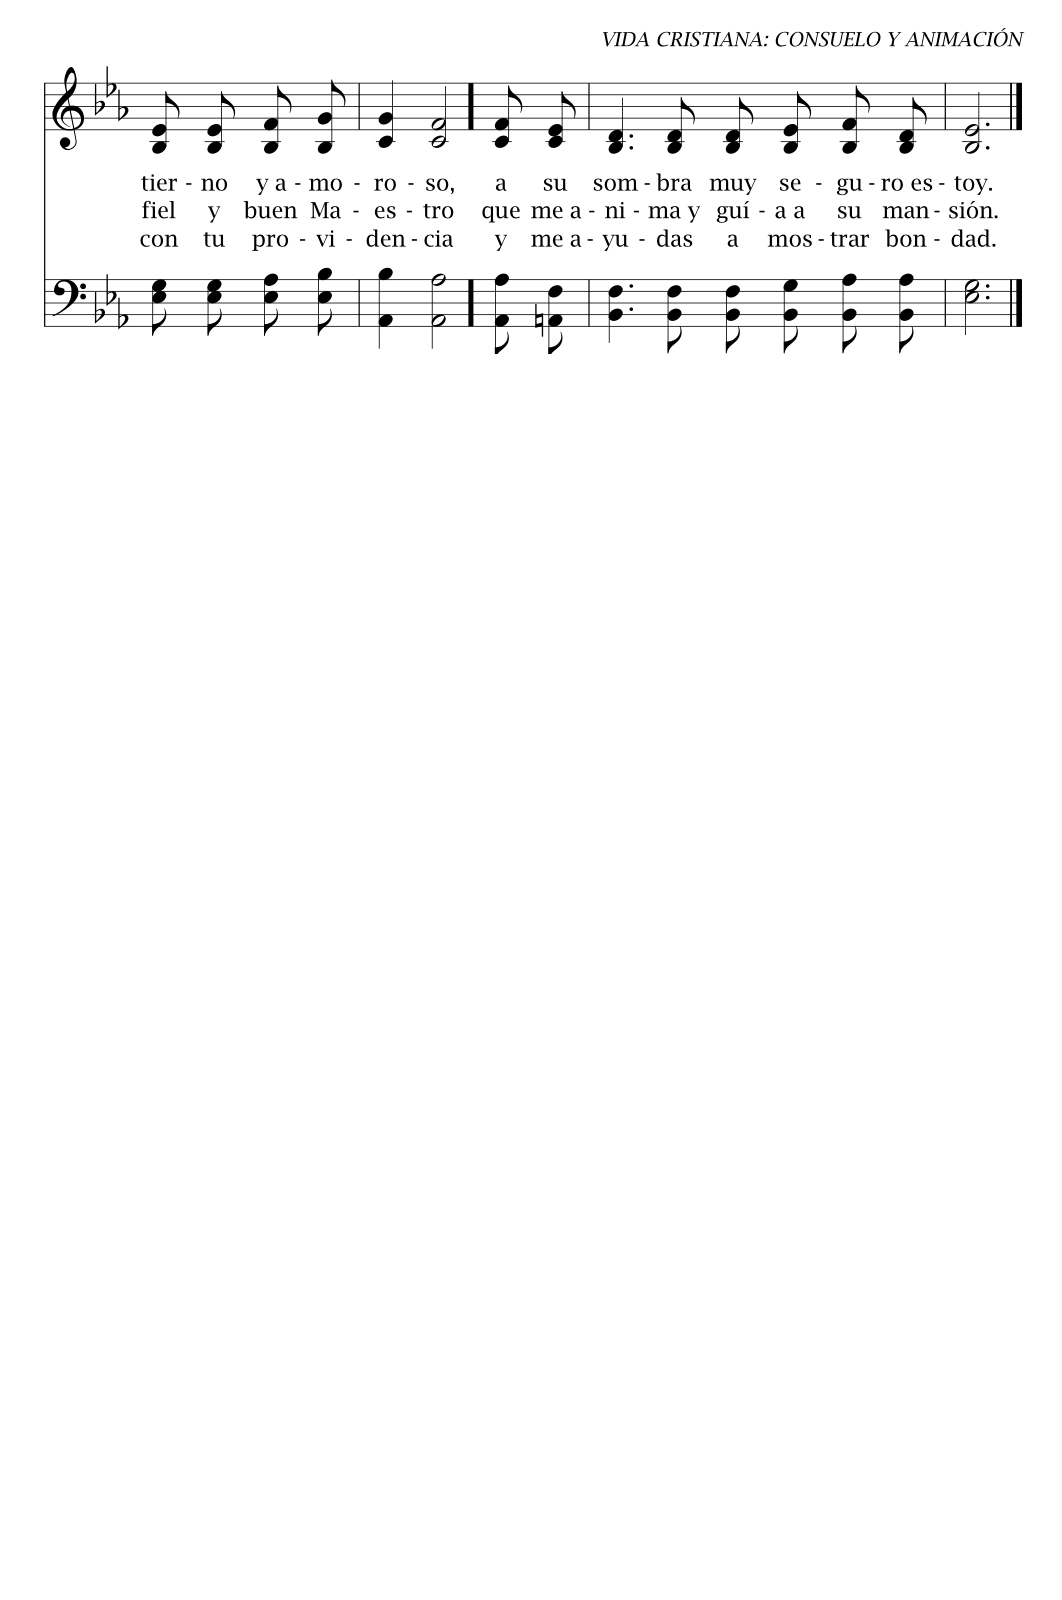 VIDA CRISTIANA: CONSUELO Y ANIMACIÓN
tier - no y a - mo - ro - so, a su som - bra muy se - gu - ro es - toy.
fiel y buen Ma - es - tro que me a - ni - ma y guí - a a su man - sión.
con tu pro - vi - den - cia y me a - yu - das a mos - trar bon - dad.